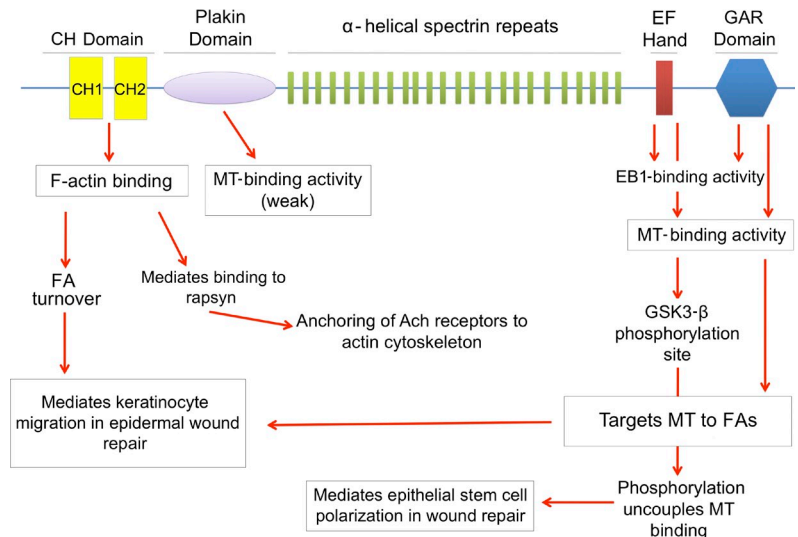 CH Domain
Plakin
Domain
α- helical spectrin repeats
EF
Hand
GAR
Domain
CH1
CH2
F-actin binding
MT-binding activity
(weak)
EB1-binding activity
MT-binding activity
FA
turnover
Mediates binding to
rapsyn
Anchoring of Ach receptors to
actin cytoskeleton
GSK3-β
phosphorylation
site
Mediates keratinocyte
migration in epidermal wound
repair
Targets MT to FAs
Mediates epithelial stem cell
polarization in wound repair
Phosphorylation
uncouples MT
binding